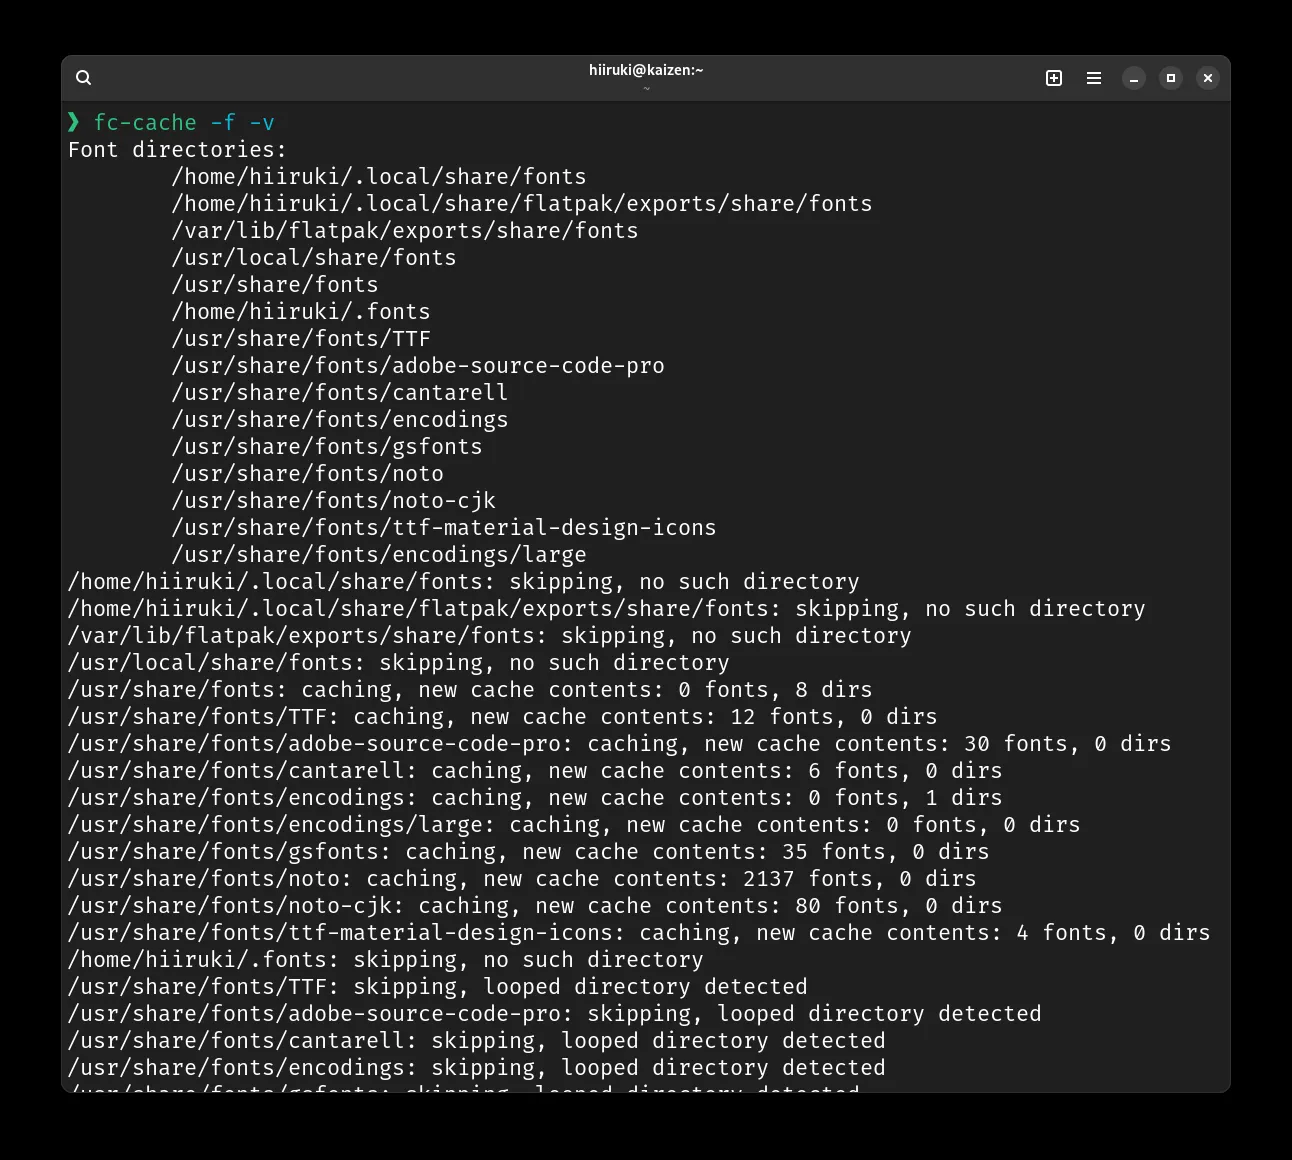 hiiruki@kaizen:~
~
❯ fc-cache -f -v
Font directories:
/home/hiiruki/.local/share/fonts
/home/hiiruki/.local/share/flatpak/exports/share/fonts
/var/lib/flatpak/exports/share/fonts
/usr/local/share/fonts
/usr/share/fonts
/home/hiiruki/.fonts
/usr/share/fonts/TTF
/usr/share/fonts/adobe-source-code-pro
/usr/share/fonts/cantarell
/usr/share/fonts/encodings
/usr/share/fonts/gsfonts
/usr/share/fonts/noto
/usr/share/fonts/noto-cjk
/usr/share/fonts/ttf-material-design-icons
/usr/share/fonts/encodings/large
/home/hiiruki/.local/share/fonts: skipping, no such directory
/home/hiiruki/.local/share/flatpak/exports/share/fonts: skipping, no such directory
/var/lib/flatpak/exports/share/fonts: skipping, no such directory
/usr/local/share/fonts: skipping, no such directory
/usr/share/fonts: caching, new cache contents: 0 fonts, 8 dirs
/usr/share/fonts/TTF: caching, new cache contents: 12 fonts, 0 dirs
/usr/share/fonts/adobe-source-code-pro: caching, new cache contents: 30 fonts, 0 dirs
/usr/share/fonts/cantarell: caching, new cache contents: 6 fonts, 0 dirs
/usr/share/fonts/encodings: caching, new cache contents: 0 fonts, 1 dirs
/usr/share/fonts/encodings/large: caching, new cache contents: 0 fonts, 0 dirs
/usr/share/fonts/gsfonts: caching, new cache contents: 35 fonts, 0 dirs
/usr/share/fonts/noto: caching, new cache contents: 2137 fonts, 0 dirs
/usr/share/fonts/noto-cjk: caching, new cache contents: 80 fonts, 0 dirs
/usr/share/fonts/ttf-material-design-icons: caching, new cache contents: 4 fonts, 0 dirs
/home/hiiruki/.fonts: skipping, no such directory
/usr/share/fonts/TTF: skipping, looped directory detected
/usr/share/fonts/adobe-source-code-pro: skipping, looped directory detected
/usr/share/fonts/cantarell: skipping, looped directory detected
/usr/share/fonts/encodings: skipping, looped directory detected
/usr/share/fonts/gsfonts: skipping, looped directory detected